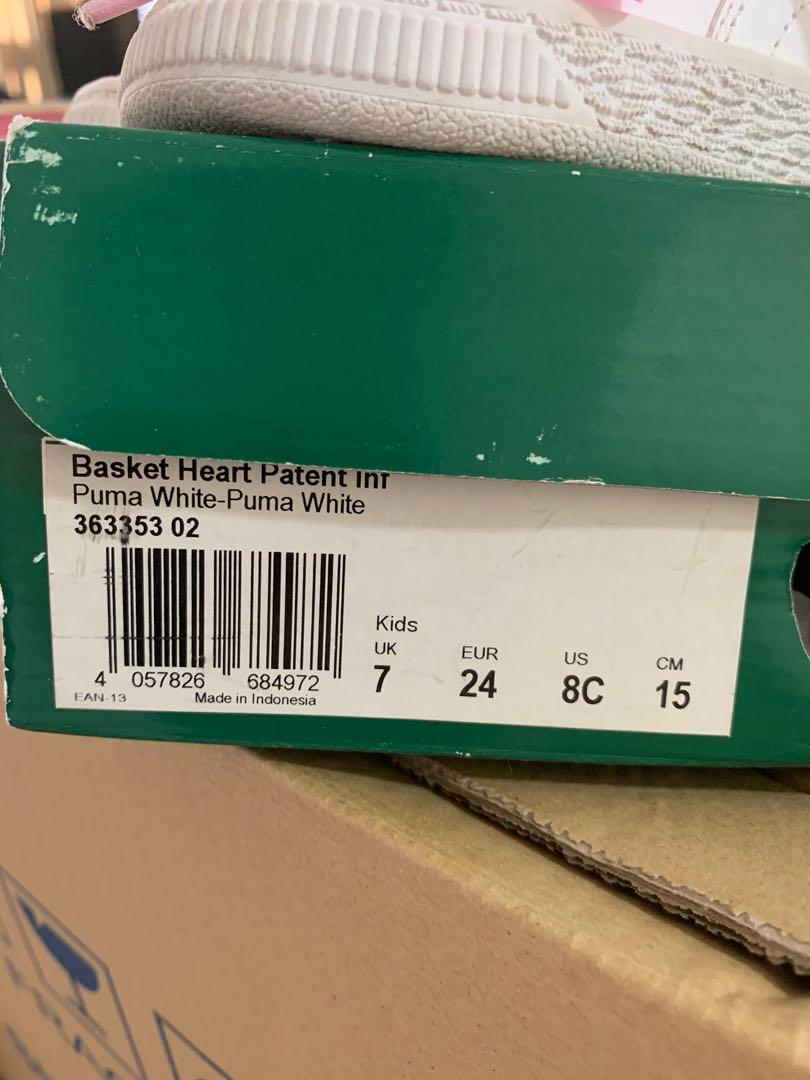 Basket Heart Patent Inf
Puma White-Puma White
363353 02
4 057826 684972
EAN-13 Made in Indonesia
Kids
UK EUR US CM
7 24 8C 15